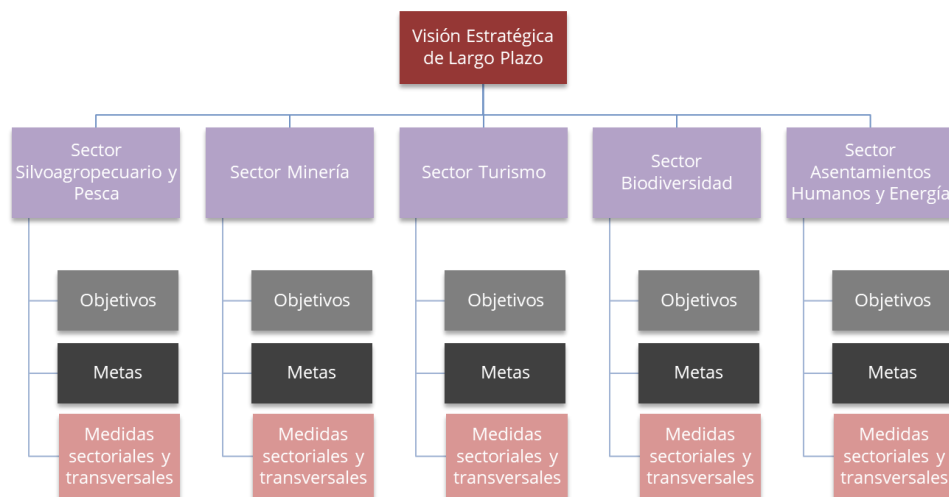 Visión Estratégica
de Largo Plazo
Sector
Silvoagropecuario y
Pesca
Sector Minería
Sector Turismo
Sector
Biodiversidad
Sector
Asentamientos
Humanos y Energía
Objetivos
Objetivos
Objetivos
Objetivos
Objetivos
Metas
Metas
Metas
Metas
Metas
Medidas
sectoriales y
transversales
Medidas
sectoriales y
transversales
Medidas
sectoriales y
transversales
Medidas
sectoriales y
transversales
Medidas
sectoriales y
transversales